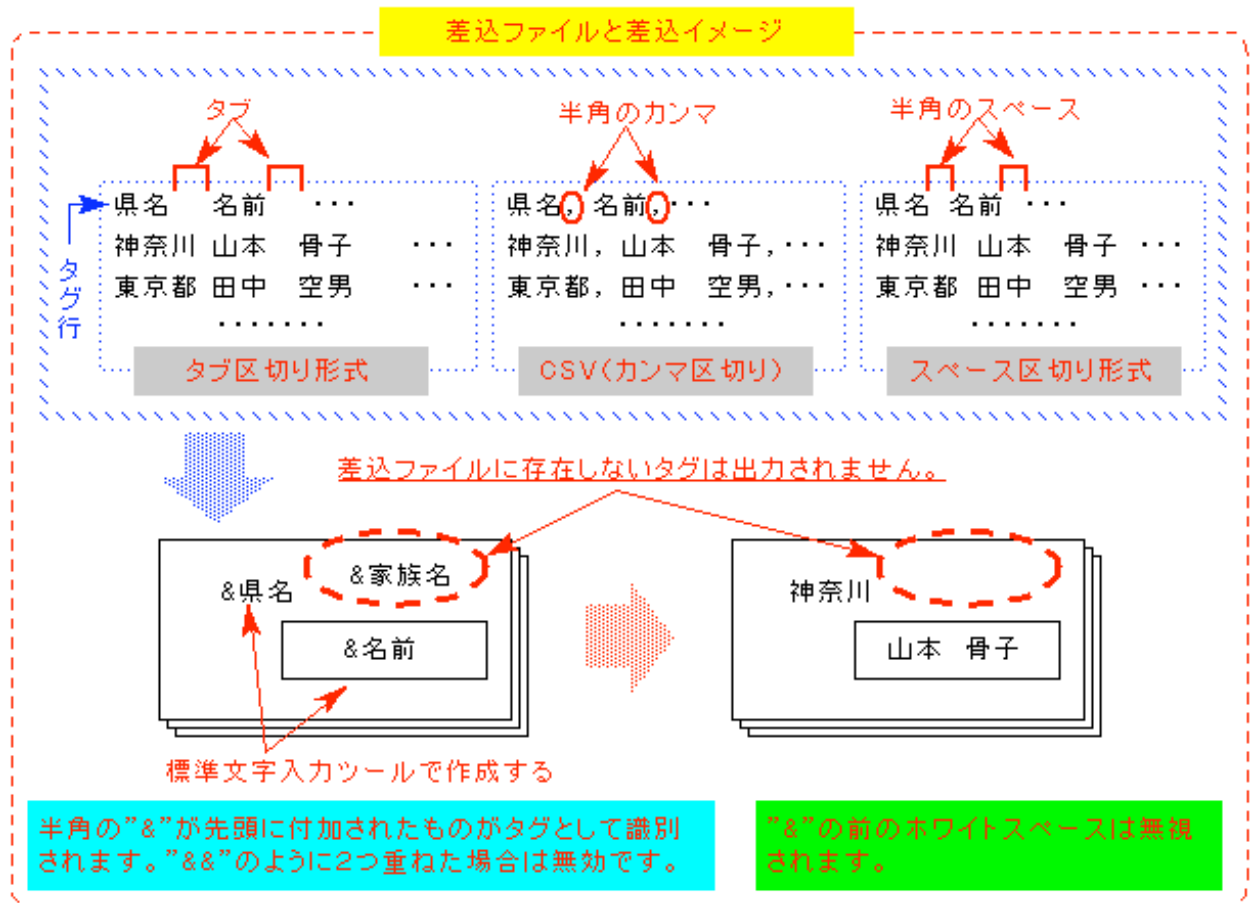 差込ファイルと差込イメージ
タブ
半角のカンマ
半角のスペース
タグ行
県名 名前 ・・・
神奈川 山本 骨子 ・・・
東京都 田中 空男 ・・・
・・・・・・・
タブ区切り形式
県名, 名前,・・・
神奈川, 山本 骨子,・・・
東京都, 田中 空男,・・・
・・・・・・・
CSV(カンマ区切り)
県名 名前 ・・・
神奈川 山本 骨子 ・・・
東京都 田中 空男 ・・・
・・・・・・・
スペース区切り形式
差込ファイルに存在しないタグは出力されません。
&家族名
&県名
&名前
神奈川
山本 骨子
標準文字入力ツールで作成する
半角の”&”が先頭に付加されたものがタグとして識別
されます。”&&”のように2つ重ねた場合は無効です。
”&”の前のホワイトスペースは無視
されます。